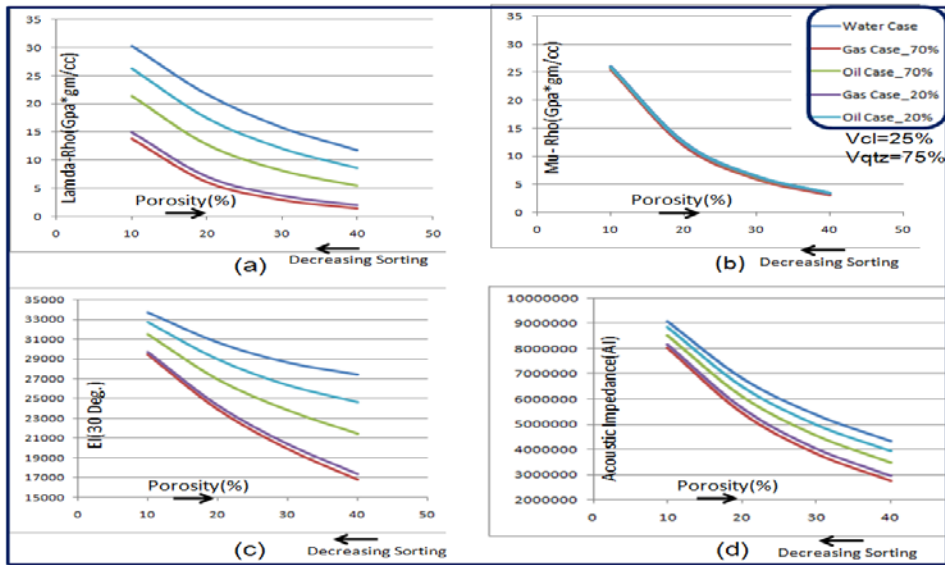 Lamda-Rho(Gpa*gm/cc)
35
30
25
20
15
10
5
0
0 10 20 30 40 50
Porosity(%)
Decreasing Sorting
(a)
Mu- Rho(Gpa*gm/cc)
35
30
25
20
15
10
5
0
0 10 20 30 40 50
Porosity(%)
Decreasing Sorting
(b)
Water Case
Gas Case_70%
Oil Case_70%
Gas Case_20%
Oil Case_20%
Vcl=25%
Vqtz=75%
EI(30 Deg.)
35000
33000
31000
29000
27000
25000
23000
21000
19000
17000
15000
0 10 20 30 40 50
Porosity(%)
Decreasing Sorting
(c)
Acoustic Impedance(AI)
10000000
9000000
8000000
7000000
6000000
5000000
4000000
3000000
2000000
0 10 20 30 40 50
Porosity(%)
Decreasing Sorting
(d)